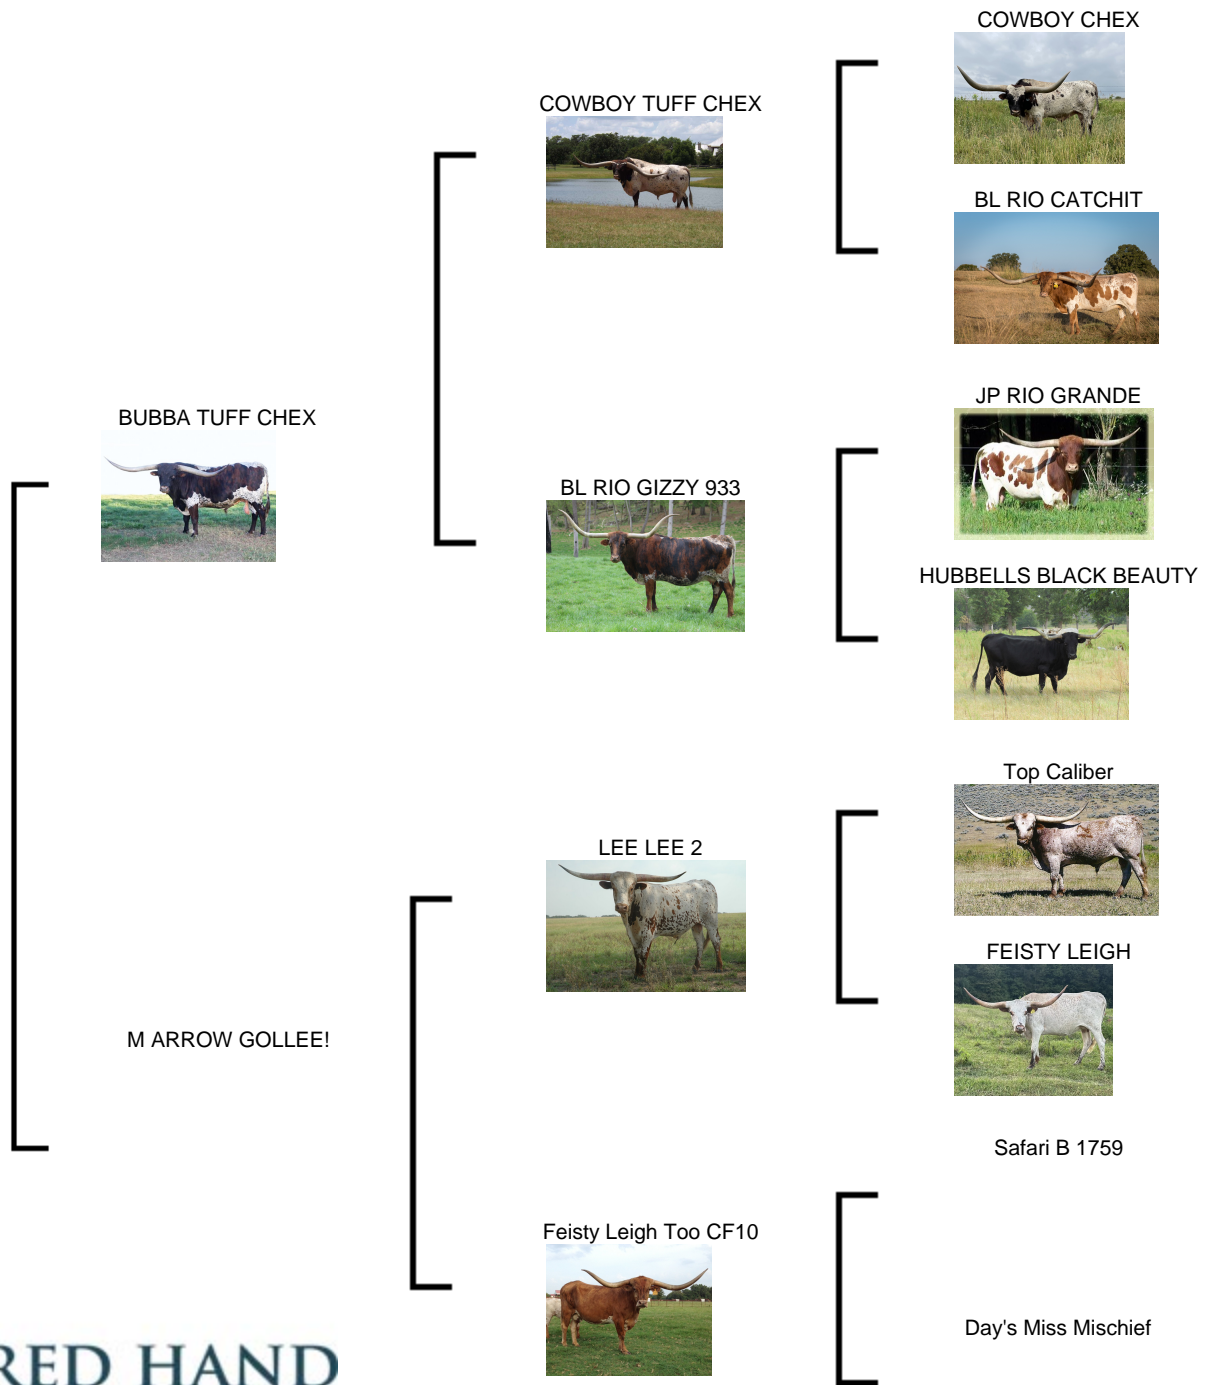 COWBOY CHEX
COWBOY TUFF CHEX
BL RIO CATCHIT
BUBBA TUFF CHEX
JP RIO GRANDE
BL RIO GIZZY 933
HUBBELLS BLACK BEAUTY
Top Caliber
LEE LEE 2
FEISTY LEIGH
M ARROW GOLLEE!
Safari B 1759
Feisty Leigh Too CF10
Day's Miss Mischief
RED HAND